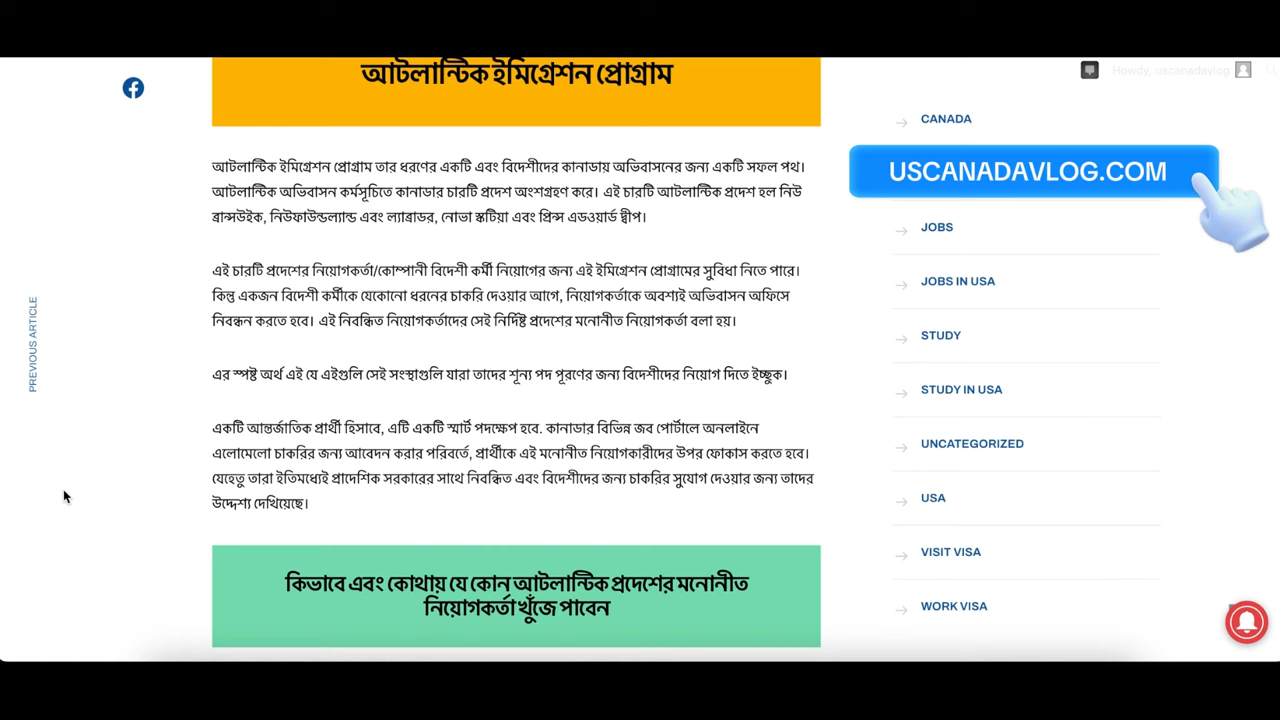 আটলান্টিক ইমিগ্রেশন প্রোগ্রাম
Howdy, uscanadavlog
আটলান্টিক ইমিগ্রেশন প্রোগ্রাম তার ধরণের একটি এবং বিদেশীদের কানাডায় অভিবাসনের জন্য একটি সফল পথ।
আটলান্টিক অভিবাসন কর্মসূচিতে কানাডার চারটি প্রদেশ অংশগ্রহণ করে। এই চারটি আটলান্টিক প্রদেশ হল নিউ
ব্রান্সউইক, নিউফাউন্ডল্যান্ড এবং ল্যাব্রাডর, নোভা স্কটিয়া এবং প্রিন্স এডওয়ার্ড দ্বীপ।
এই চারটি প্রদেশের নিয়োগকর্তা/কোম্পানী বিদেশী কর্মী নিয়োগের জন্য এই ইমিগ্রেশন প্রোগ্রামের সুবিধা নিতে পারে।
কিন্তু একজন বিদেশী কর্মীকে যেকোনো ধরনের চাকরি দেওয়ার আগে, নিয়োগকর্তাকে অবশ্যই অভিবাসন অফিসে
নিবন্ধন করতে হবে। এই নিবন্ধিত নিয়োগকর্তাদের সেই নির্দিষ্ট প্রদেশের মনোনীত নিয়োগকর্তা বলা হয়।
এর স্পষ্ট অর্থ এই যে এইগুলি সেই সংস্থাগুলি যারা তাদের শূন্য পদ পূরণের জন্য বিদেশীদের নিয়োগ দিতে ইচ্ছুক।
একটি আন্তর্জাতিক প্রার্থী হিসাবে, এটি একটি স্মার্ট পদক্ষেপ হবে. কানাডার বিভিন্ন জব পোর্টালে অনলাইনে
এলোমেলো চাকরির জন্য আবেদন করার পরিবর্তে, প্রার্থীকে এই মনোনীত নিয়োগকারীদের উপর ফোকাস করতে হবে।
যেহেতু তারা ইতিমধ্যেই প্রাদেশিক সরকারের সাথে নিবন্ধিত এবং বিদেশীদের জন্য চাকরির সুযোগ দেওয়ার জন্য তাদের
উদ্দেশ্য দেখিয়েছে।
কিভাবে এবং কোথায় যে কোন আটলান্টিক প্রদেশের মনোনীত
নিয়োগকর্তা খুঁজে পাবেন
PREVIOUS ARTICLE
CANADA
USCANADAVLOG.COM
JOBS
JOBS IN USA
STUDY
STUDY IN USA
UNCATEGORIZED
USA
VISIT VISA
WORK VISA